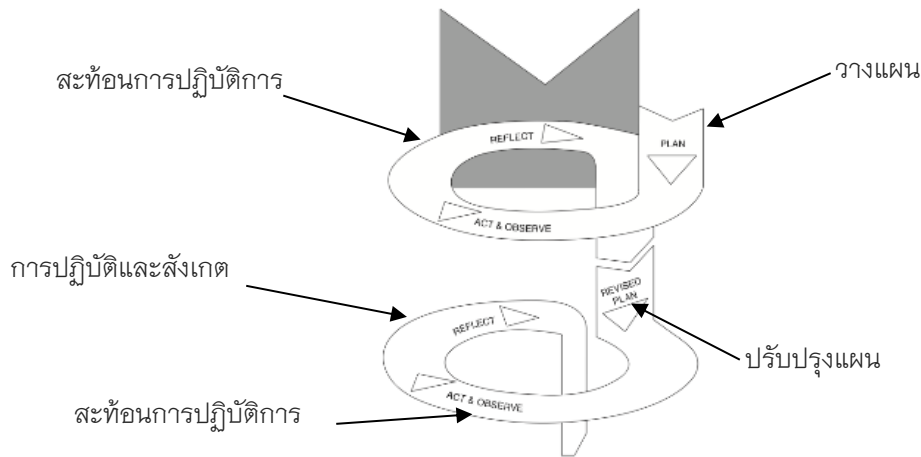 สะท้อนการปฏิบัติการ
วางแผน
REFLECT
PLAN
ACT & OBSERVE
การปฏิบัติและสังเกต
REVISED
PLAN
REFLECT
ปรับปรุงแผน
ACT & OBSERVE
สะท้อนการปฏิบัติการ